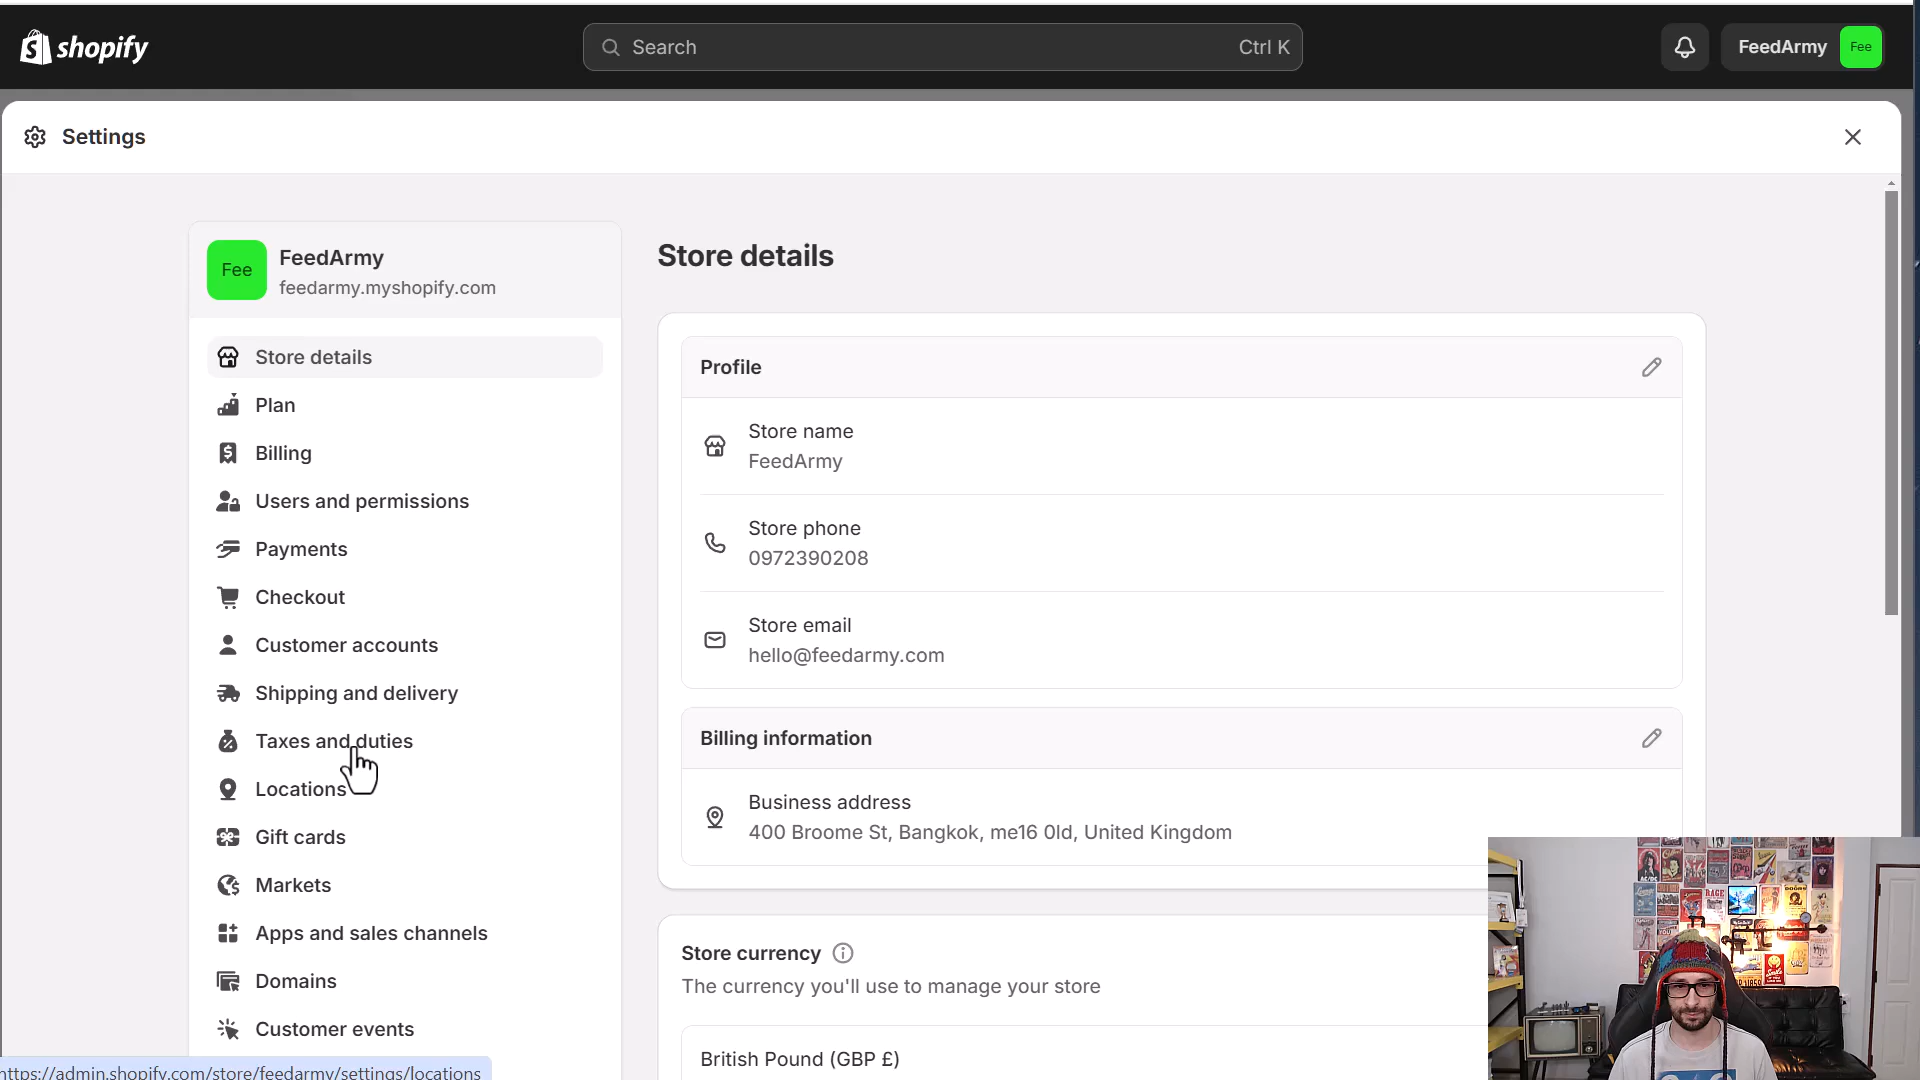 shopify
Search
Ctrl K
FeedArmy
Fee
Settings
Fee
FeedArmy
feedarmy.myshopify.com
Store details
Plan
Billing
Users and permissions
Payments
Checkout
Customer accounts
Shipping and delivery
Taxes and duties
Locations
Gift cards
Markets
Apps and sales channels
Domains
Customer events
https://admin.shopify.com/store/feedarmy/settings/locations
Store details
Profile
Store name
FeedArmy
Store phone
0972390208
Store email
hello@feedarmy.com
Billing information
Business address
400 Broome St, Bangkok, me16 0ld, United Kingdom
Store currency
The currency you'll use to manage your store
British Pound (GBP £)